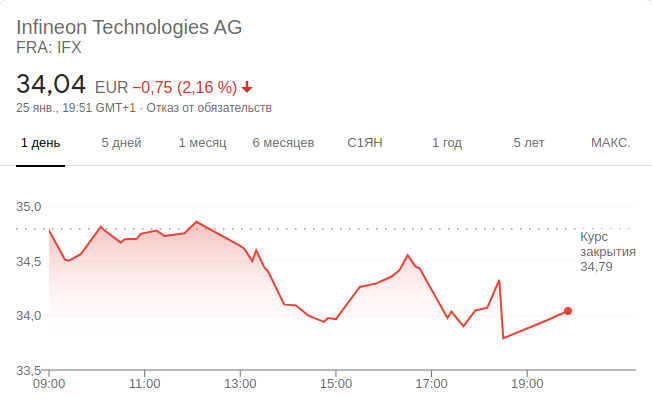 Infineon Technologies AG
FRA: IFX
34,04 EUR −0,75 (2,16 %)
25 янв., 19:51 GMT+1 · Отказ от обязательств
1 день 5 дней 1 месяц 6 месяцев С1ЯН 1 год 5 лет МАКС.
35,0
Курс
закрытия
34,79
34,5
34,0
33,5
09:00 11:00 13:00 15:00 17:00 19:00